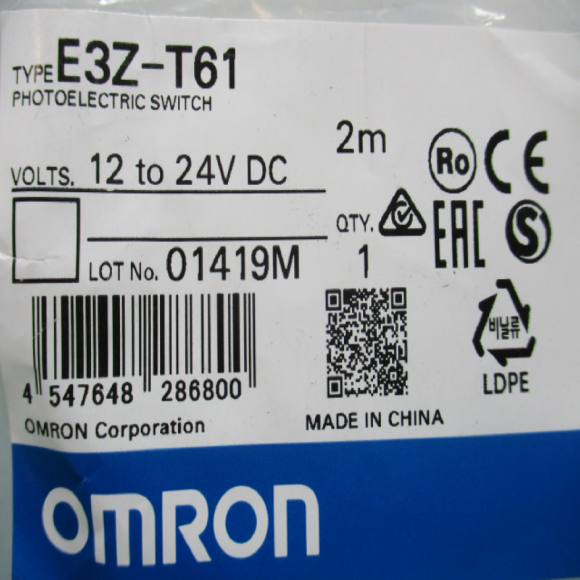 TYPE E3Z-T61
PHOTOELECTRIC SWITCH
2m
VOLTS. 12 to 24V DC
Ro CE
QTY. 1
EAC S
LOT No. 01419M
비닐류
LDPE
4 547648 286800
OMRON Corporation
MADE IN CHINA
OMRON